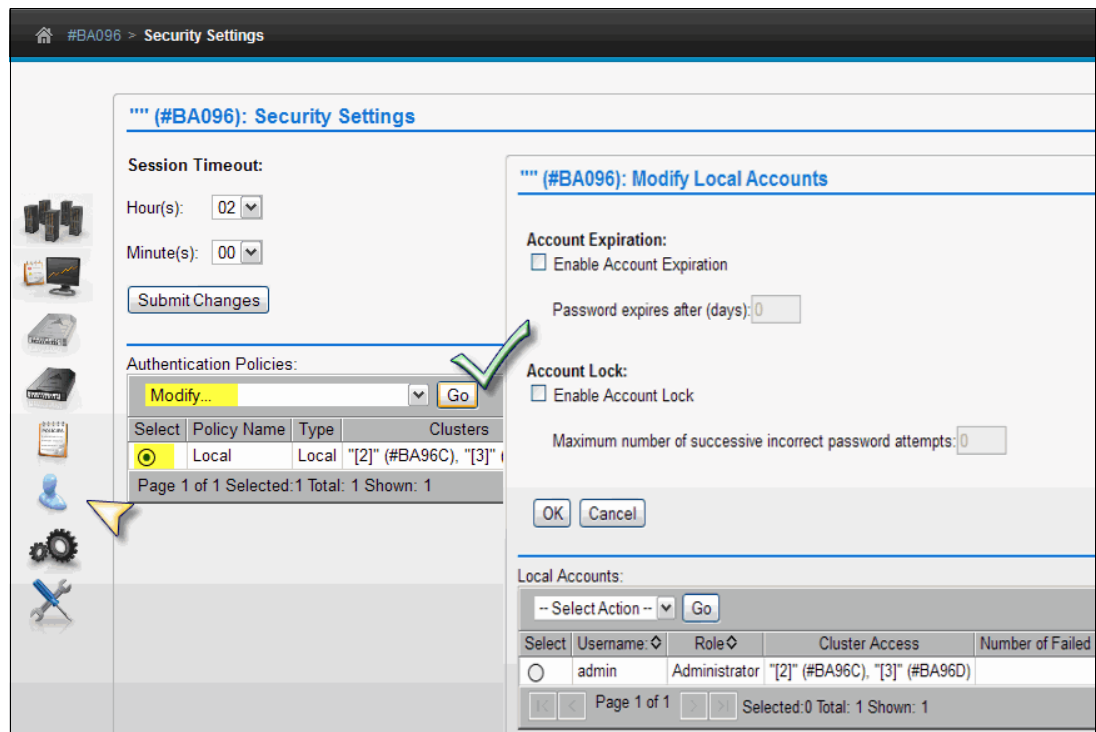 #BA096 > Security Settings
"" (#BA096): Security Settings
Session Timeout:
Hour(s): 02
Minute(s): 00
Submit Changes
Authentication Policies:
Modify... Go
Select Policy Name Type Clusters
Local Local "[2]" (#BA96C), "[3]" (
Page 1 of 1 Selected:1 Total: 1 Shown: 1
"" (#BA096): Modify Local Accounts
Account Expiration:
Enable Account Expiration
Password expires after (days): 0
Account Lock:
Enable Account Lock
Maximum number of successive incorrect password attempts: 0
OK Cancel
Local Accounts:
-- Select Action -- Go
Select Username: Role Cluster Access Number of Failed
admin Administrator "[2]" (#BA96C), "[3]" (#BA96D)
Page 1 of 1 Selected:0 Total: 1 Shown: 1